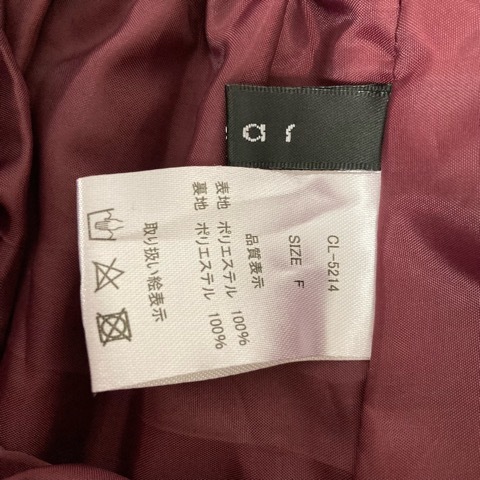 CL-5214
SIZE F
品質表示
表地 ポリエステル 100%
裏地 ポリエステル 100%
取り扱い絵表示